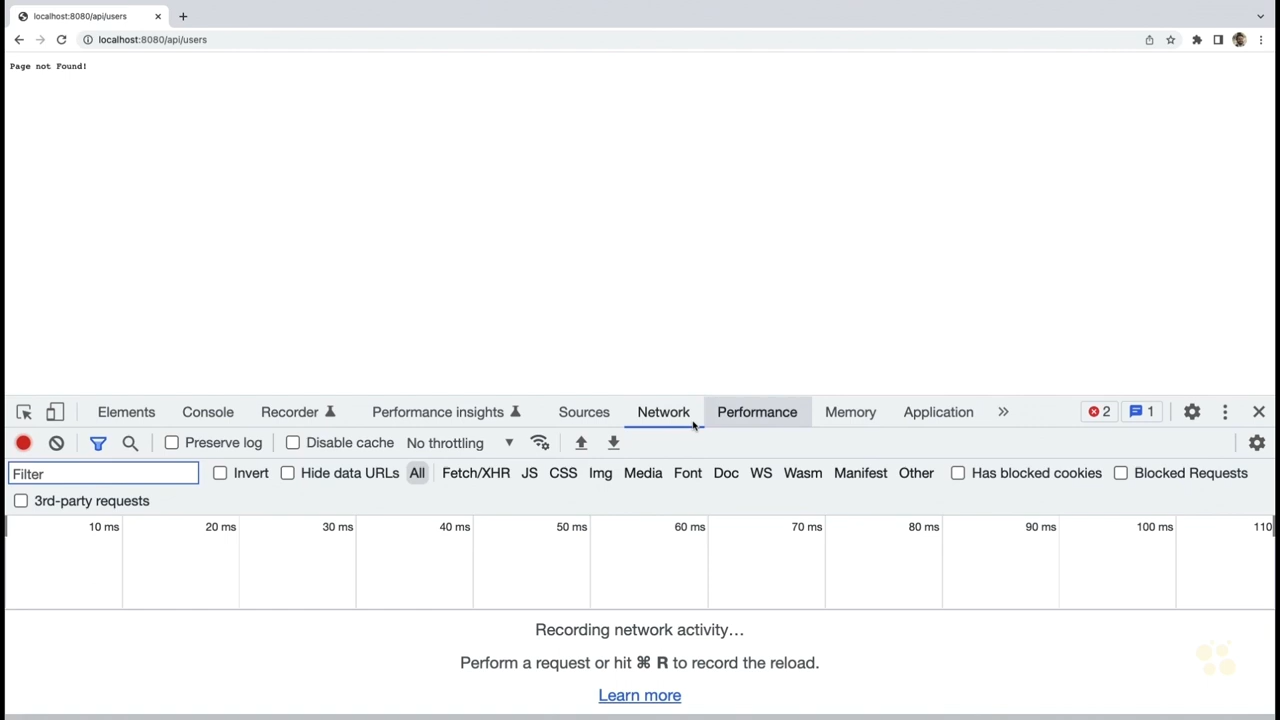 localhost:8080/api/users
localhost:8080/api/users
Page not Found!
Elements Console Recorder Performance insights Sources Network Performance Memory Application » 2 1
Preserve log Disable cache No throttling
Filter Invert Hide data URLs All Fetch/XHR JS CSS Img Media Font Doc WS Wasm Manifest Other Has blocked cookies Blocked Requests
3rd-party requests
10 ms 20 ms 30 ms 40 ms 50 ms 60 ms 70 ms 80 ms 90 ms 100 ms 110
Recording network activity…
Perform a request or hit ⌘ R to record the reload.
Learn more